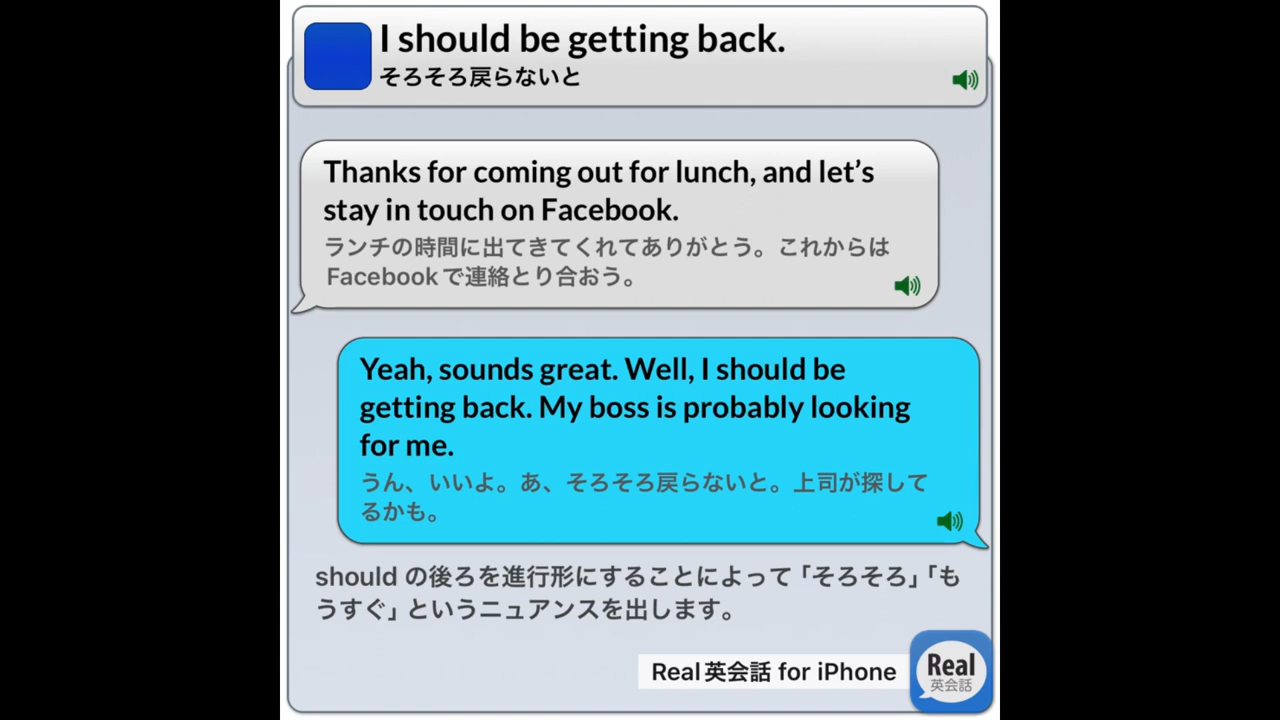 I should be getting back.
そろそろ戻らないと
Thanks for coming out for lunch, and let’s
stay in touch on Facebook.
ランチの時間に出てきてくれてありがとう。これからは
Facebookで連絡とり合おう。
Yeah, sounds great. Well, I should be
getting back. My boss is probably looking
for me.
うん、いいよ。あ、そろそろ戻らないと。上司が探して
るかも。
should の後ろを進行形にすることによって「そろそろ」「も
うすぐ」というニュアンスを出します。
Real英会話 for iPhone
Real
英会話